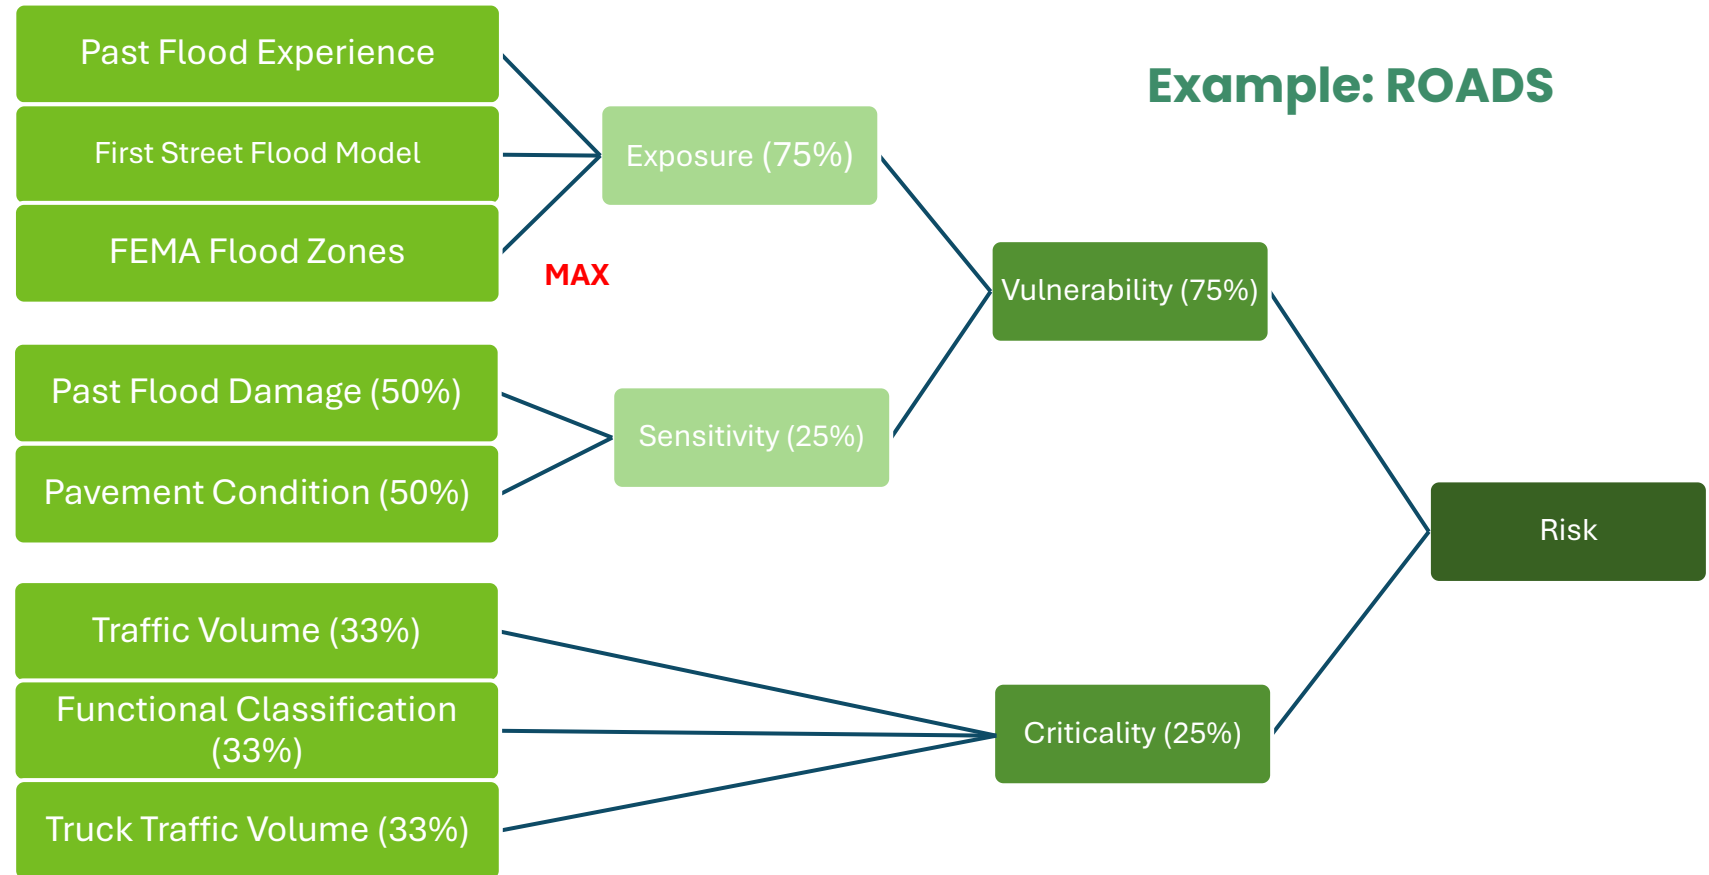 Past Flood Experience
First Street Flood Model
FEMA Flood Zones
MAX
Exposure (75%)
Example: ROADS
Past Flood Damage (50%)
Pavement Condition (50%)
Sensitivity (25%)
Vulnerability (75%)
Traffic Volume (33%)
Functional Classification
(33%)
Truck Traffic Volume (33%)
Criticality (25%)
Risk